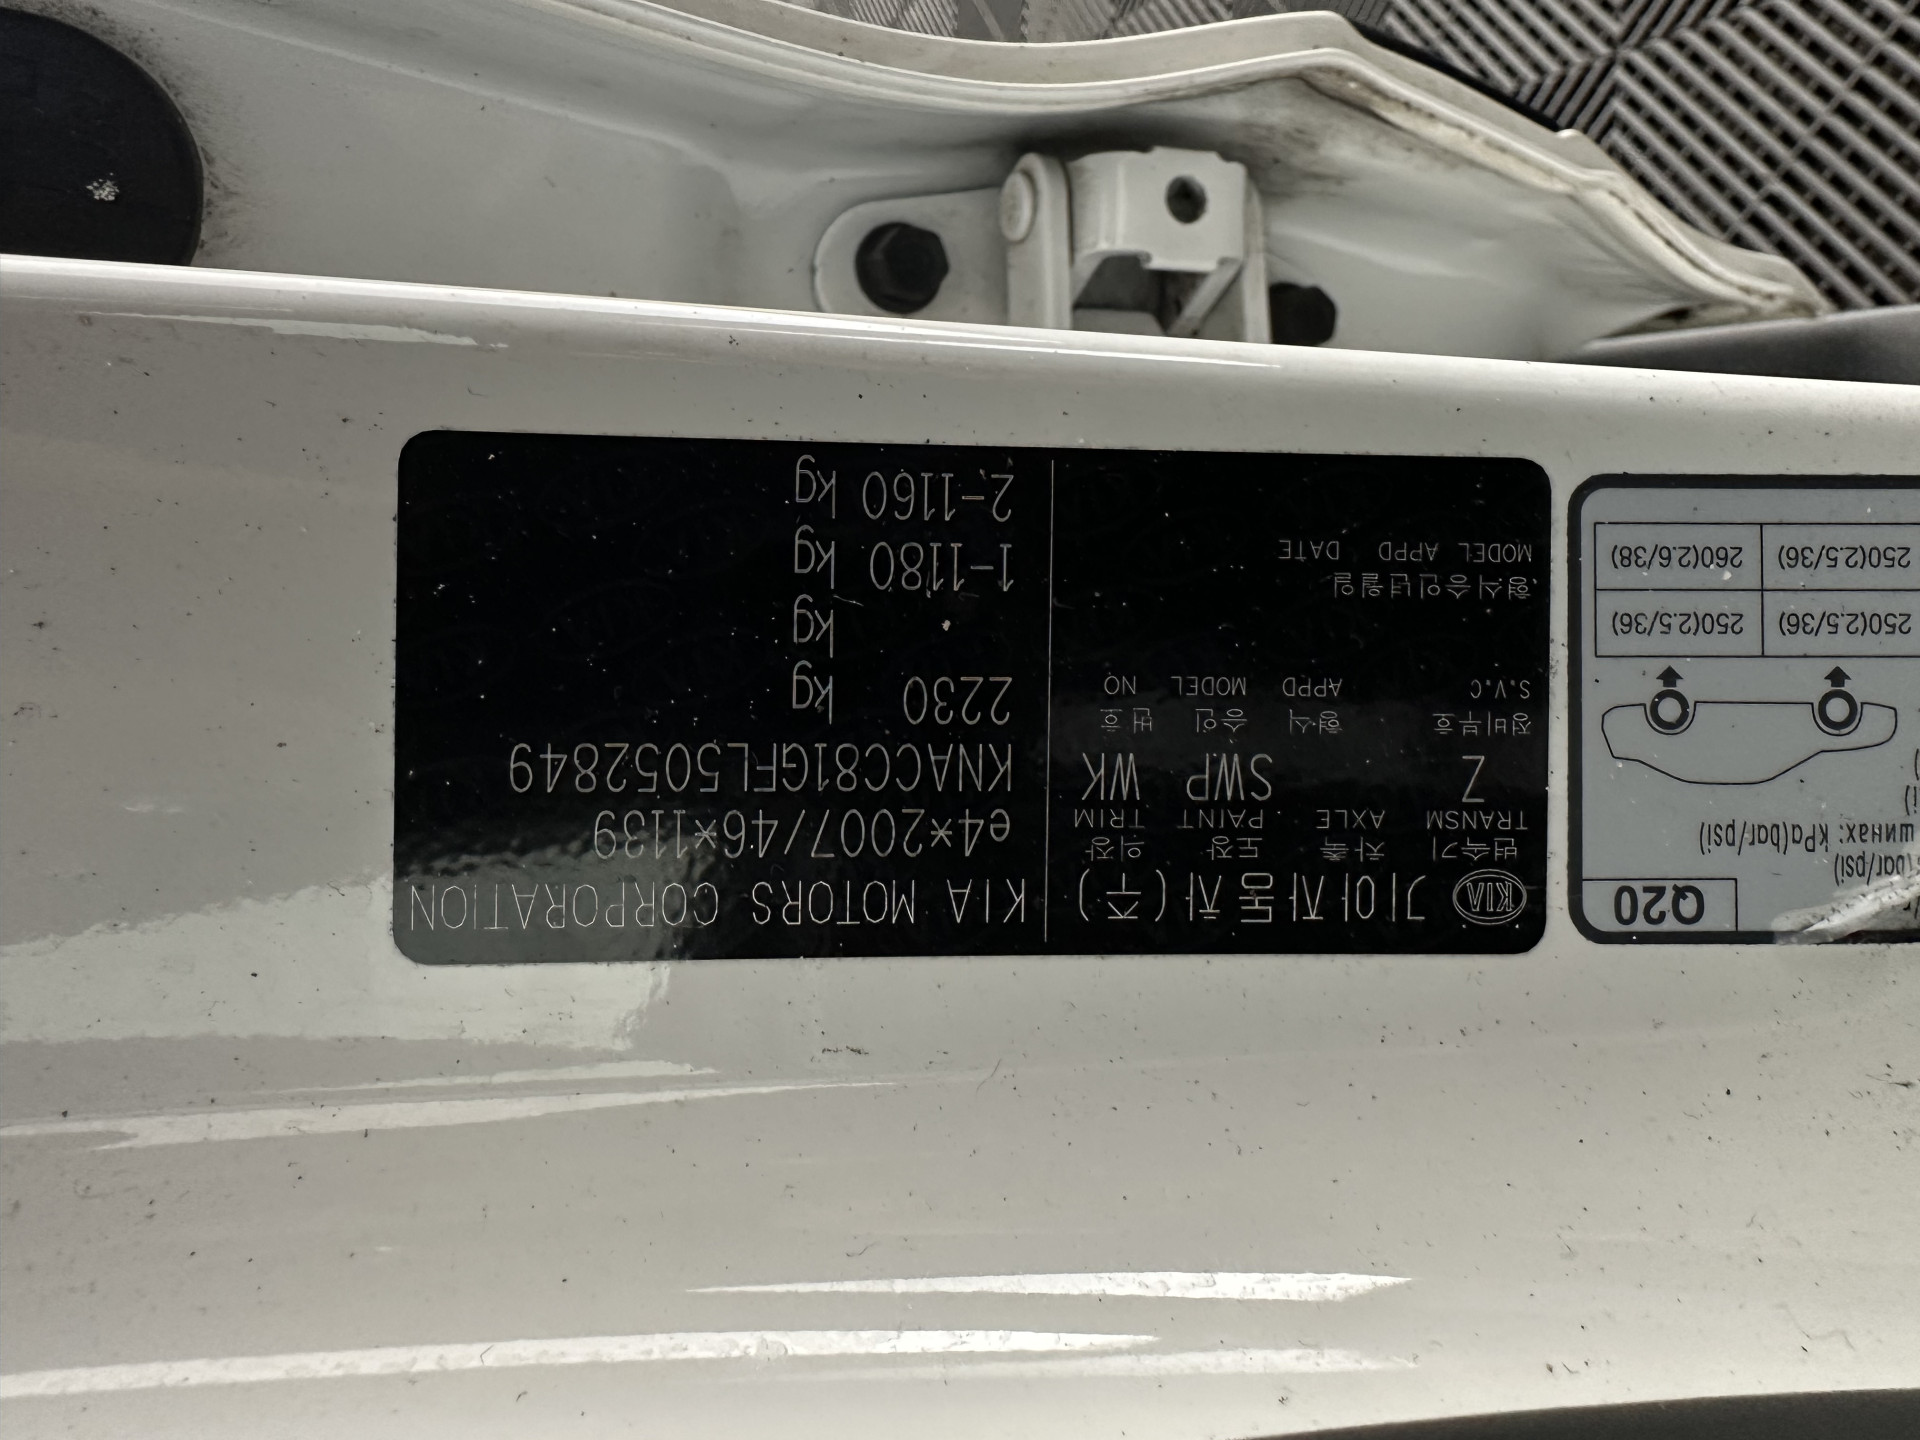 KIA 기아자동차(주)
변속기 차축 도장 의장
TRANSM AXLE PAINT TRIM
Z SWP WK
정비부호 형식 승인 번호
S.V.C APPD MODEL NO
형식승인년월일
MODEL APPD DATE
KIA MOTORS CORPORATION
e4*2007/46*1139
KNACC81GFL5052849
2230 kg
kg
1-1180 kg
2-1160 kg
Q20
(bar/psi)
шинах: kPa(bar/psi)
250(2.5/36) 250(2.5/36)
250(2.5/36) 260(2.6/38)